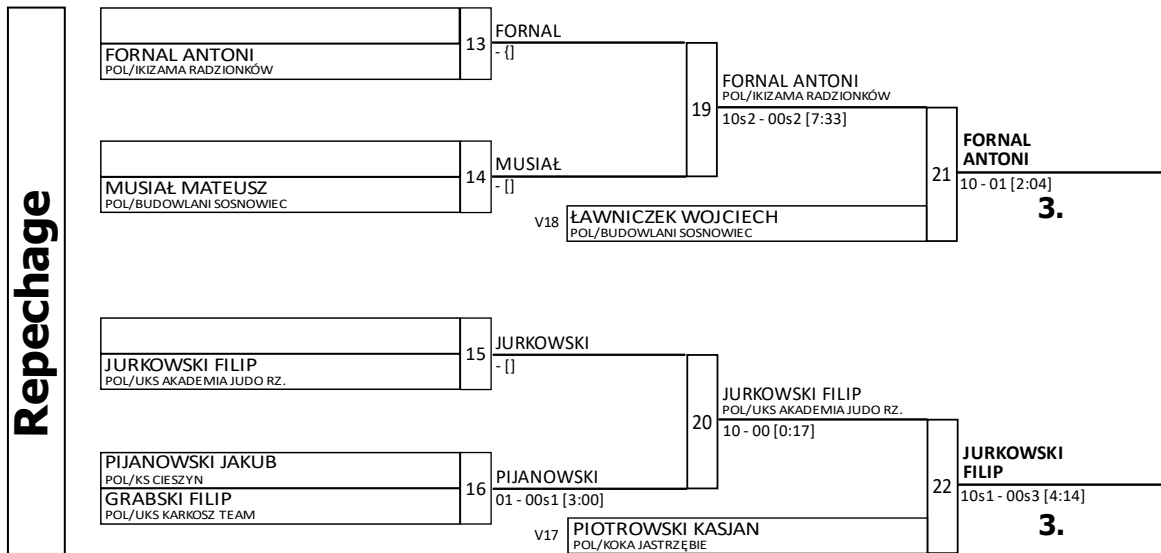 Repechage
13
FORNAL ANTONI
POL/IKIZAMA RADZIONKÓW
FORNAL
- {]
14
MUSIAŁ MATEUSZ
POL/BUDOWLANI SOSNOWIEC
MUSIAŁ
- []
19
FORNAL ANTONI
POL/IKIZAMA RADZIONKÓW
10s2 - 00s2 [7:33]
V18
ŁAWNICZEK WOJCIECH
POL/BUDOWLANI SOSNOWIEC
21
FORNAL
ANTONI
10 - 01 [2:04]
3.
15
JURKOWSKI FILIP
POL/UKS AKADEMIA JUDO RZ.
JURKOWSKI
- []
PIJANOWSKI JAKUB
POL/KS CIESZYN
16
GRABSKI FILIP
POL/UKS KARKOSZ TEAM
PIJANOWSKI
01 - 00s1 [3:00]
20
JURKOWSKI FILIP
POL/UKS AKADEMIA JUDO RZ.
10 - 00 [0:17]
V17
PIOTROWSKI KASJAN
POL/KOKA JASTRZĘBIE
22
JURKOWSKI
FILIP
10s1 - 00s3 [4:14]
3.